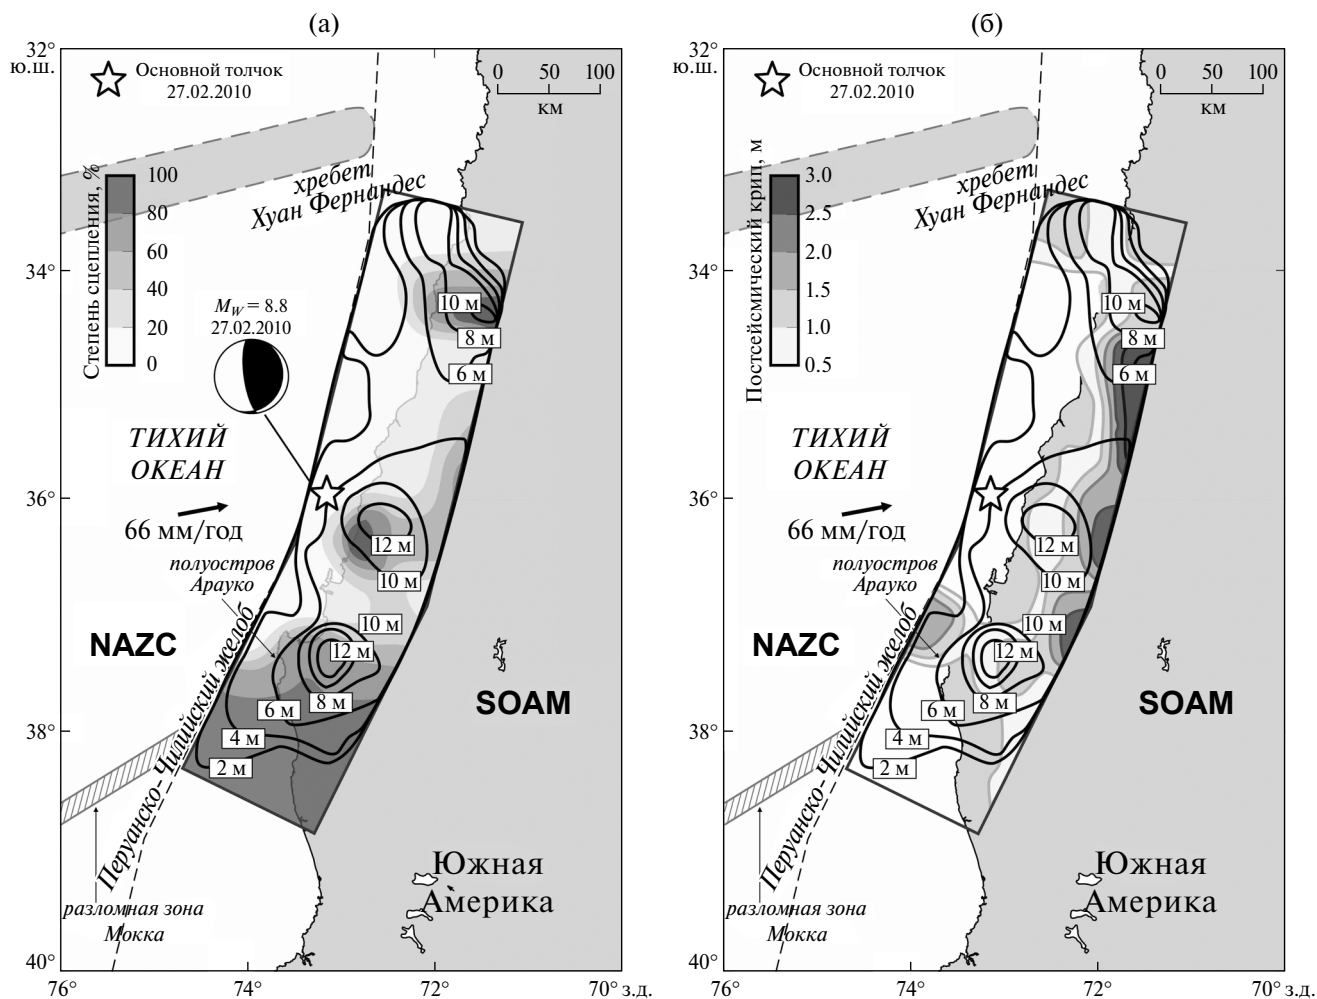 (а)
32°
ю.ш.
Основной толчок
27.02.2010
0 50 100
км
Степень сцепления, %
100
80
60
40
20
0
хребет
Хуан Фернандес
34°
M_W = 8.8
27.02.2010
10 м
8 м
6 м
ТИХИЙ
ОКЕАН
36°
66 мм/год
12 м
10 м
полуостров
Арауко
10 м
NAZC
12 м
SOAM
6 м
8 м
38°
4 м
2 м
Перуанско-Чилийский желоб
Южная
Америка
разломная зона
Мокка
40°
76° 74° 72° 70° з.д.
(б)
32°
ю.ш.
Основной толчок
27.02.2010
0 50 100
км
Постсейсмический крип, м
3.0
2.5
2.0
1.5
1.0
0.5
хребет
Хуан Фернандес
34°
10 м
8 м
6 м
ТИХИЙ
ОКЕАН
36°
66 мм/год
12 м
10 м
полуостров
Арауко
10 м
NAZC
12 м
SOAM
6 м
8 м
38°
4 м
2 м
Перуанско-Чилийский желоб
Южная
Америка
разломная зона
Мокка
40°
76° 74° 72° 70° з.д.